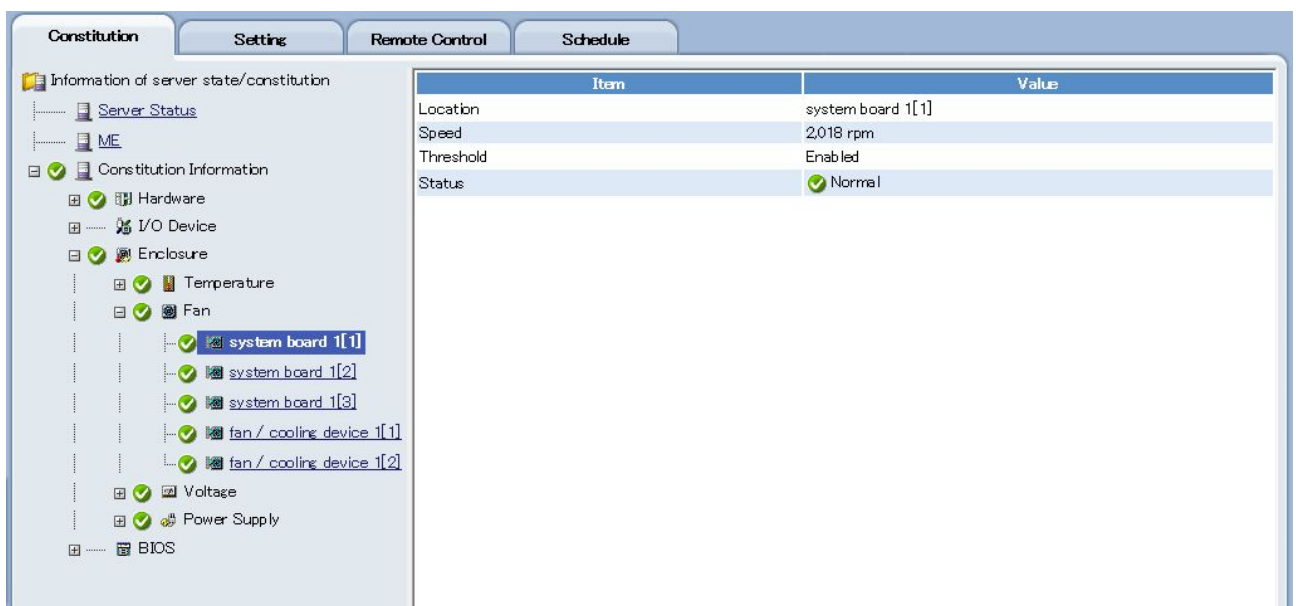 Constitution Setting Remote Control Schedule
Information of server state/constitution
Server Status
ME
Constitution Information
Hardware
I/O Device
Enclosure
Temperature
Fan
system board 1[1]
system board 1[2]
system board 1[3]
fan / cooling device 1[1]
fan / cooling device 1[2]
Voltage
Power Supply
BIOS
Item Value
Location system board 1[1]
Speed 2,018 rpm
Threshold Enabled
Status Normal